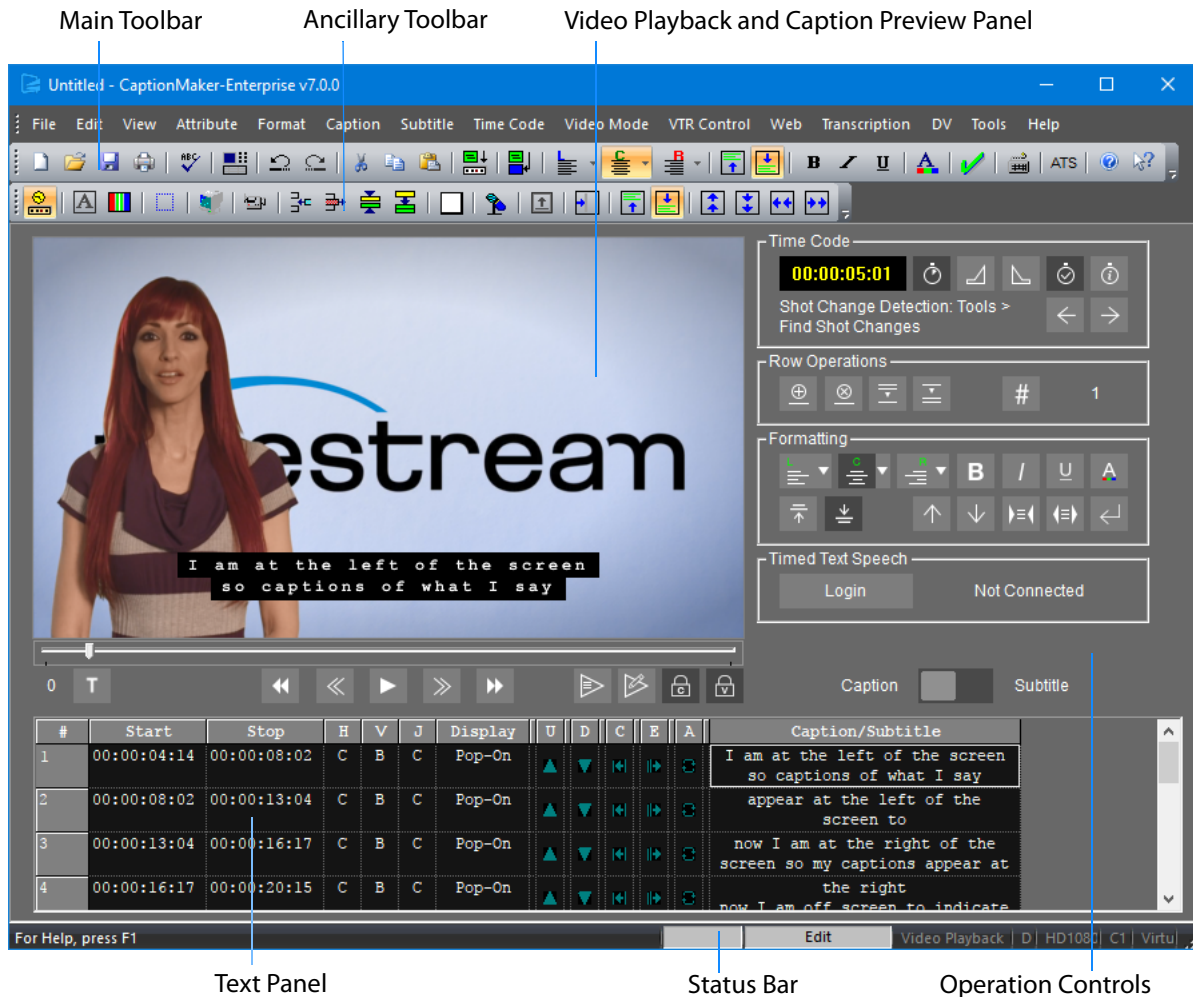 Main Toolbar Ancillary Toolbar Video Playback and Caption Preview Panel
Untitled - CaptionMaker-Enterprise v7.0.0
File Edit View Attribute Format Caption Subtitle Time Code Video Mode VTR Control Web Transcription DV Tools Help
ABC L C R B I U A ATS
A
Time Code
00:00:05:01
Shot Change Detection: Tools >
Find Shot Changes
Row Operations
# 1
Formatting
L C R B I U A
Timed Text Speech
Login Not Connected
estream
I am at the left of the screen
so captions of what I say
0 T C V Caption Subtitle
# Start Stop H V J Display U D C E A Caption/Subtitle
1 00:00:04:14 00:00:08:02 C B C Pop-On I am at the left of the screen
so captions of what I say
2 00:00:08:02 00:00:13:04 C B C Pop-On appear at the left of the
screen to
3 00:00:13:04 00:00:16:17 C B C Pop-On now I am at the right of the
screen so my captions appear at
4 00:00:16:17 00:00:20:15 C B C Pop-On the right
now I am off screen to indicate
For Help, press F1 Edit Video Playback D HD1080 C1 Virtu
Text Panel Status Bar Operation Controls